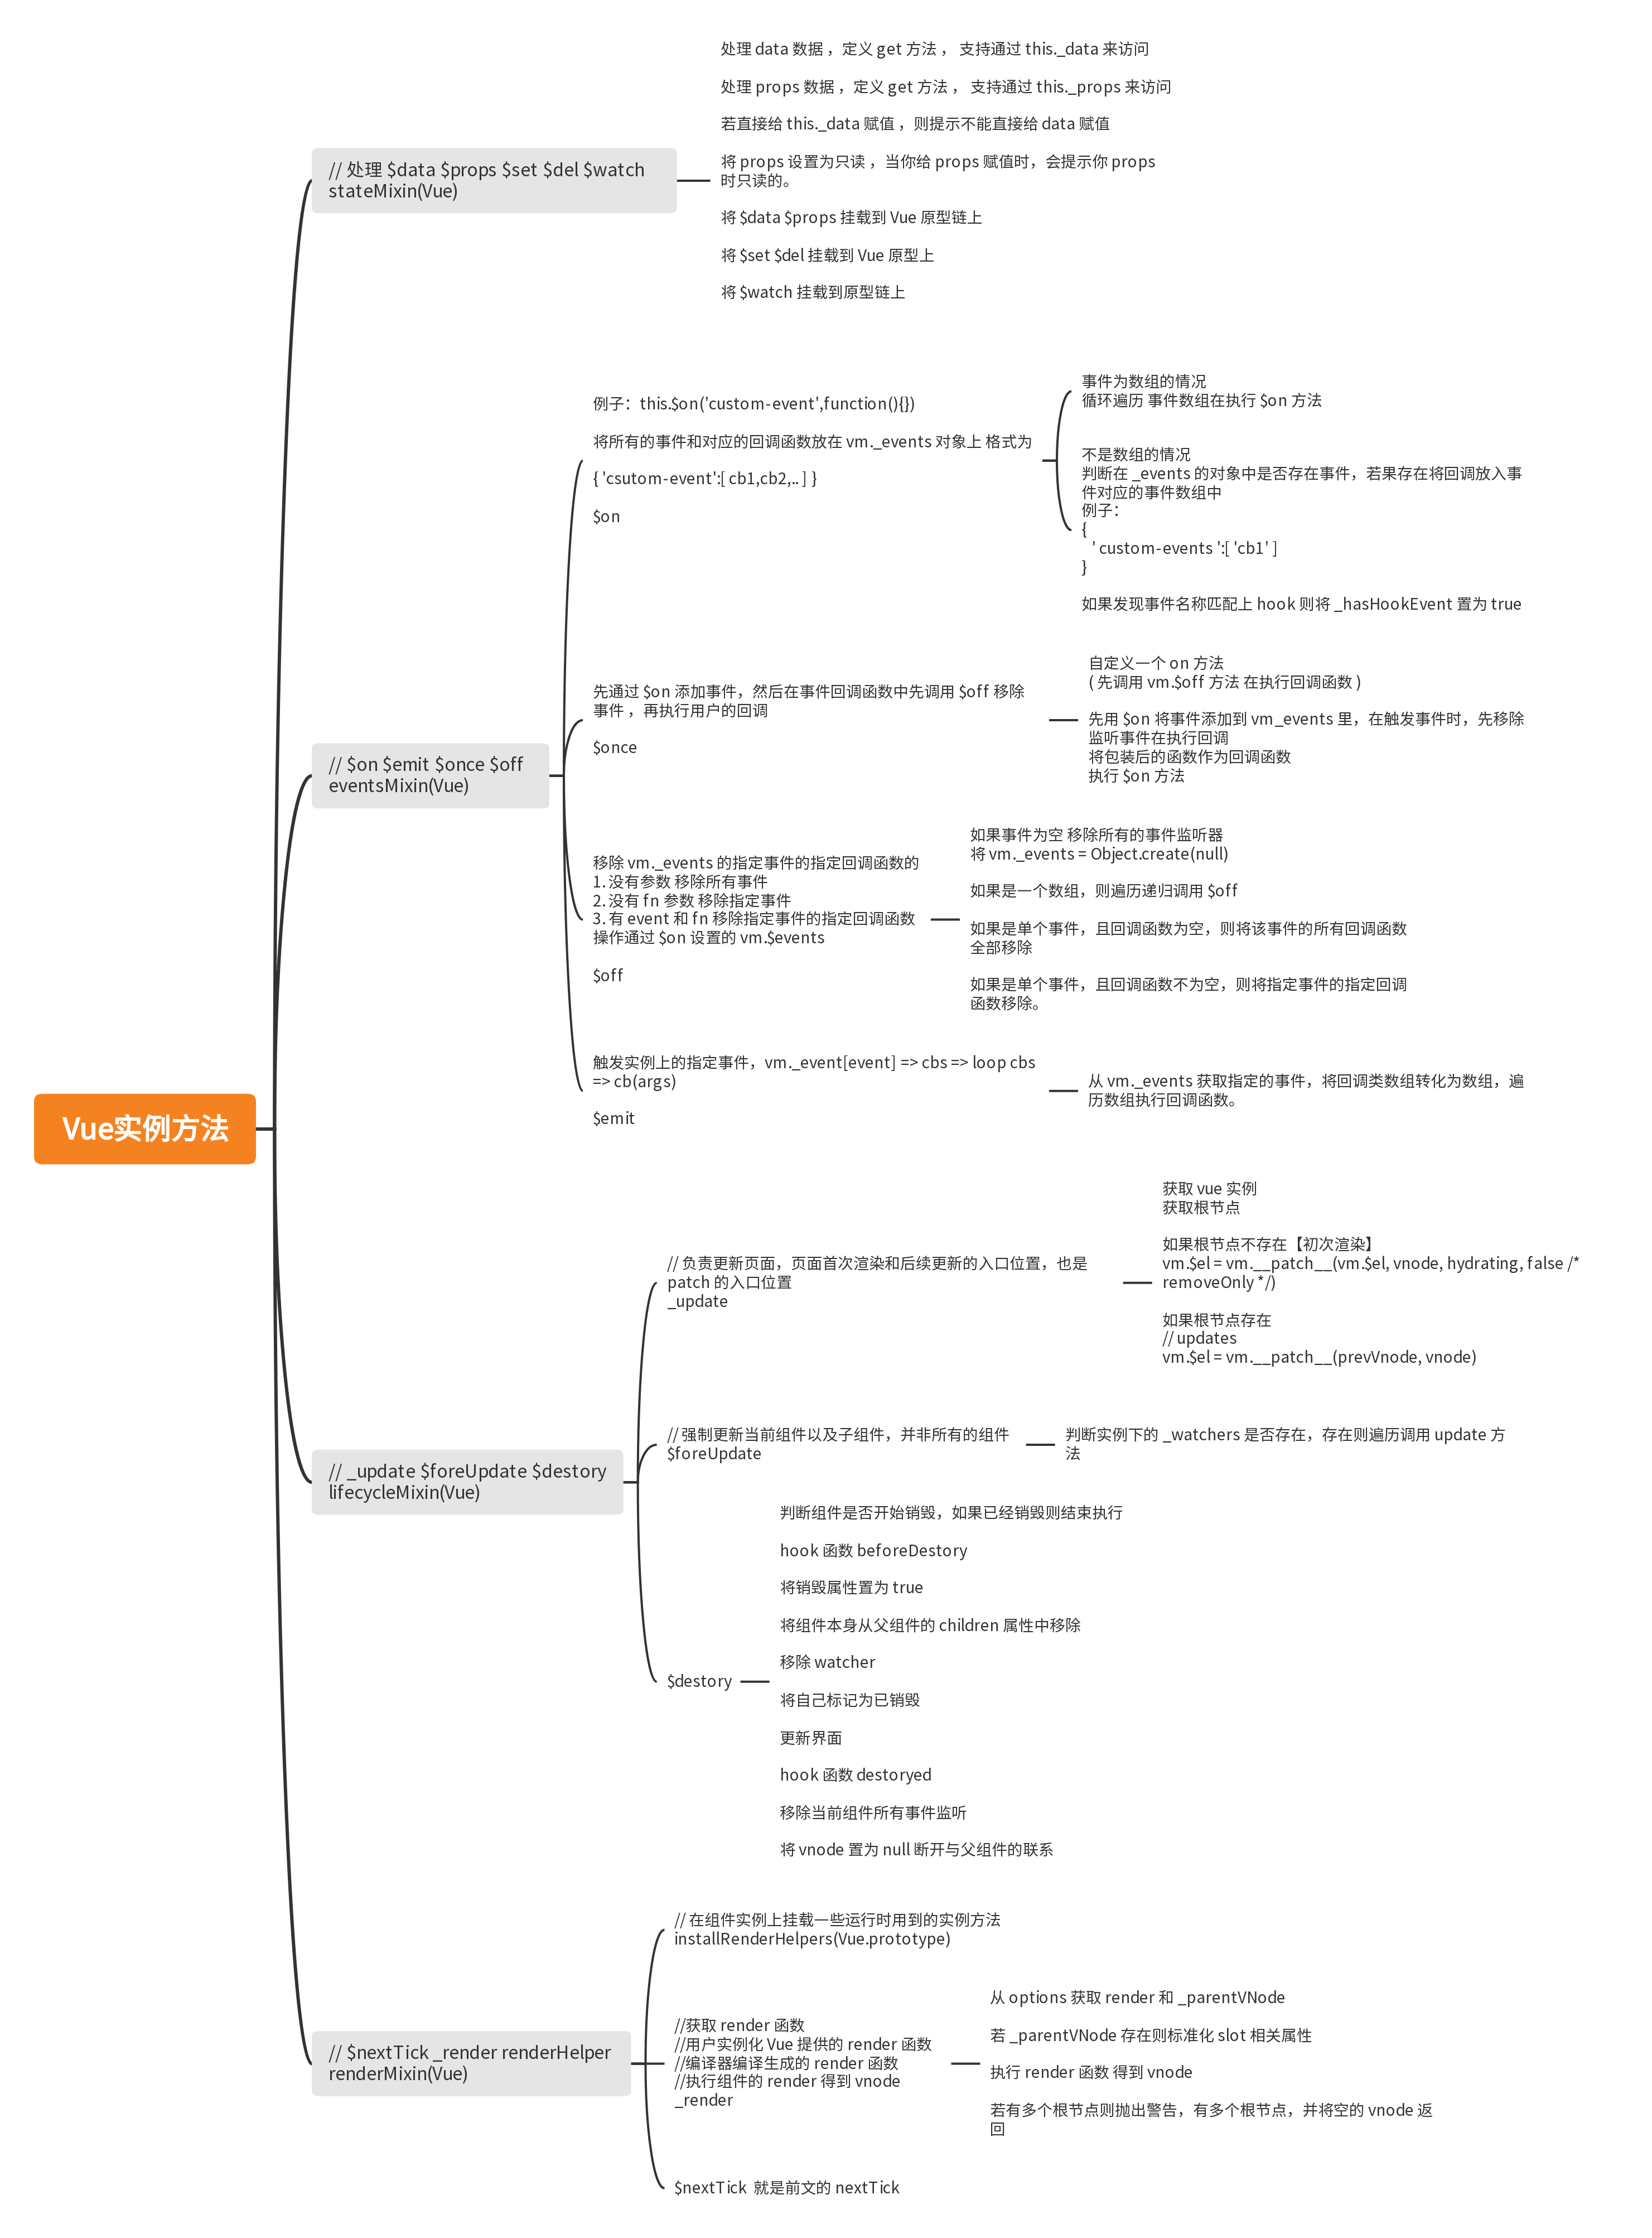 Vue实例方法
// 处理 $data $props $set $del $watch
stateMixin(Vue)
处理 data 数据 ，定义 get 方法 ， 支持通过 this._data 来访问
处理 props 数据 ，定义 get 方法 ， 支持通过 this._props 来访问
若直接给 this._data 赋值 ，则提示不能直接给 data 赋值
将 props 设置为只读 ，当你给 props 赋值时，会提示你 props
时只读的。
将 $data $props 挂载到 Vue 原型链上
将 $set $del 挂载到 Vue 原型上
将 $watch 挂载到原型链上
// $on $emit $once $off
eventsMixin(Vue)
例子：this.$on('custom-event',function(){})
将所有的事件和对应的回调函数放在 vm._events 对象上 格式为
{ 'csutom-event':[ cb1,cb2,.. ] }
$on
事件为数组的情况
循环遍历 事件数组在执行 $on 方法
不是数组的情况
判断在 _events 的对象中是否存在事件，若果存在将回调放入事
件对应的事件数组中
例子：
{
' custom-events ':[ 'cb1' ]
}
如果发现事件名称匹配上 hook 则将 _hasHookEvent 置为 true
先通过 $on 添加事件，然后在事件回调函数中先调用 $off 移除
事件 ，再执行用户的回调
$once
自定义一个 on 方法
( 先调用 vm.$off 方法 在执行回调函数 )
先用 $on 将事件添加到 vm_events 里，在触发事件时，先移除
监听事件在执行回调
将包装后的函数作为回调函数
执行 $on 方法
移除 vm._events 的指定事件的指定回调函数的
1. 没有参数 移除所有事件
2. 没有 fn 参数 移除指定事件
3. 有 event 和 fn 移除指定事件的指定回调函数
操作通过 $on 设置的 vm.$events
$off
如果事件为空 移除所有的事件监听器
将 vm._events = Object.create(null)
如果是一个数组，则遍历递归调用 $off
如果是单个事件，且回调函数为空，则将该事件的所有回调函数
全部移除
如果是单个事件，且回调函数不为空，则将指定事件的指定回调
函数移除。
触发实例上的指定事件，vm._event[event] => cbs => loop cbs
=> cb(args)
$emit
从 vm._events 获取指定的事件，将回调类数组转化为数组，遍
历数组执行回调函数。
// _update $foreUpdate $destory
lifecycleMixin(Vue)
// 负责更新页面，页面首次渲染和后续更新的入口位置，也是
patch 的入口位置
_update
获取 vue 实例
获取根节点
如果根节点不存在【初次渲染】
vm.$el = vm.__patch__(vm.$el, vnode, hydrating, false /*
removeOnly */)
如果根节点存在
// updates
vm.$el = vm.__patch__(prevVnode, vnode)
// 强制更新当前组件以及子组件，并非所有的组件
$foreUpdate
判断实例下的 _watchers 是否存在，存在则遍历调用 update 方
法
$destory
判断组件是否开始销毁，如果已经销毁则结束执行
hook 函数 beforeDestory
将销毁属性置为 true
将组件本身从父组件的 children 属性中移除
移除 watcher
将自己标记为已销毁
更新界面
hook 函数 destoryed
移除当前组件所有事件监听
将 vnode 置为 null 断开与父组件的联系
// $nextTick _render renderHelper
renderMixin(Vue)
// 在组件实例上挂载一些运行时用到的实例方法
installRenderHelpers(Vue.prototype)
//获取 render 函数
//用户实例化 Vue 提供的 render 函数
//编译器编译生成的 render 函数
//执行组件的 render 得到 vnode
_render
从 options 获取 render 和 _parentVNode
若 _parentVNode 存在则标准化 slot 相关属性
执行 render 函数 得到 vnode
若有多个根节点则抛出警告，有多个根节点，并将空的 vnode 返
回
$nextTick 就是前文的 nextTick